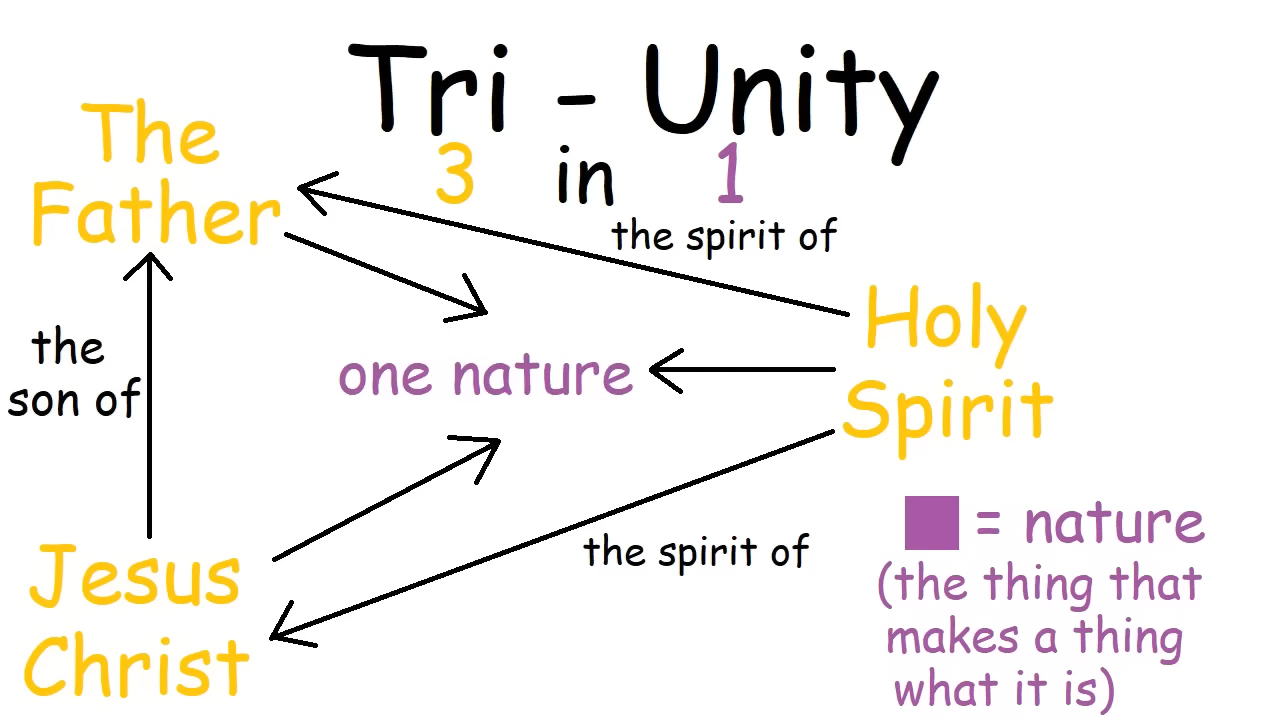 Tri - Unity
3 in 1
The
Father
the spirit of
Holy
Spirit
the
son of
one nature
Jesus
Christ
the spirit of
= nature
(the thing that
makes a thing
what it is)